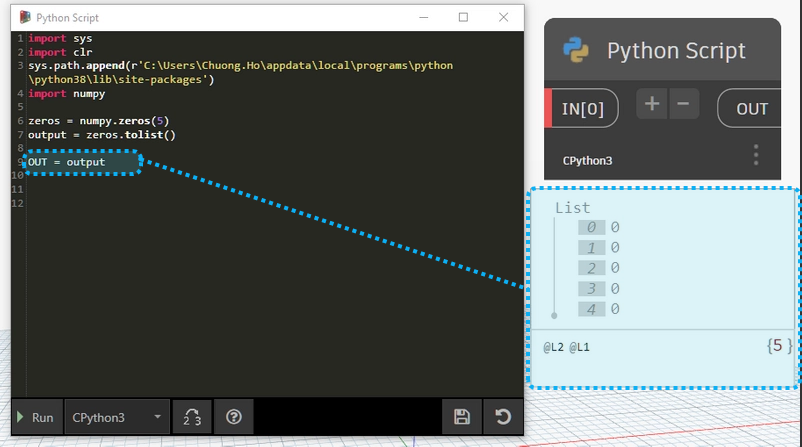 Python Script
1 import sys
2 import clr
3 sys.path.append(r'C:\Users\Chuong.Ho\appdata\local\programs\python
\python38\lib\site-packages')
4 import numpy
5
6 zeros = numpy.zeros(5)
7 output = zeros.tolist()
8
9 OUT = output
10
11
12
Run CPython3 2 3 ?
Python Script
IN[0] + − OUT
CPython3
List
0 0
1 0
2 0
3 0
4 0
@L2 @L1 {5 }